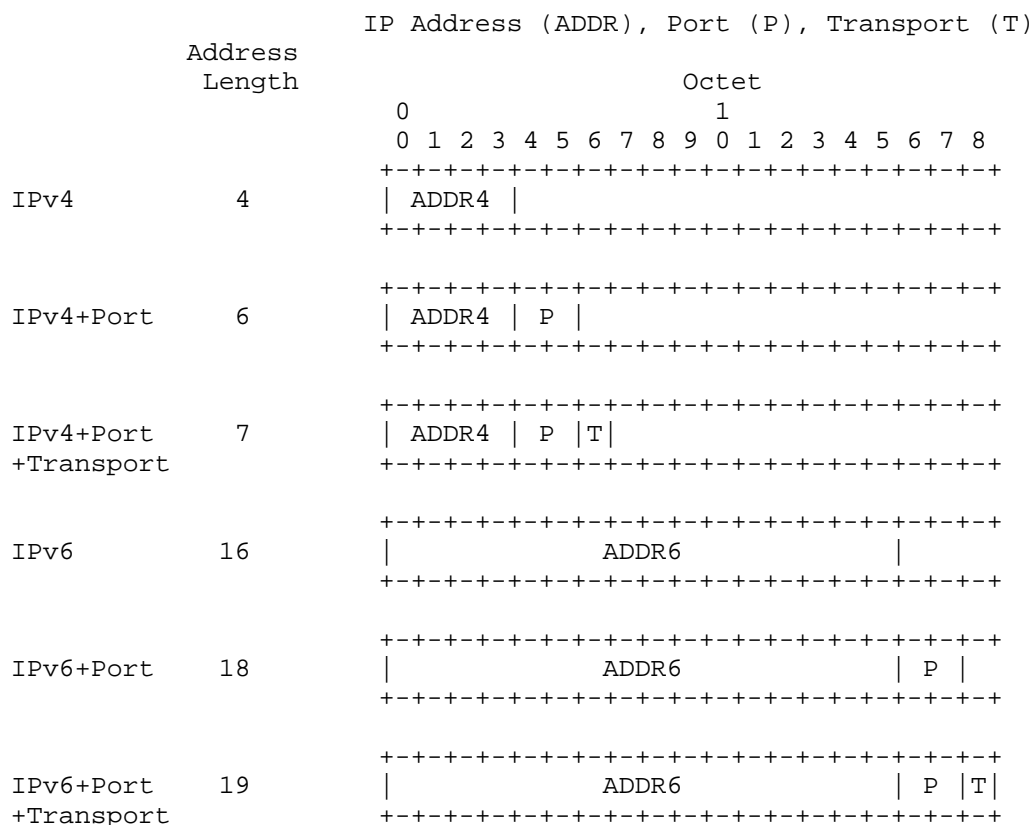 IP Address (ADDR), Port (P), Transport (T)
           Address
            Length                        Octet
                        0                   1
                        0 1 2 3 4 5 6 7 8 9 0 1 2 3 4 5 6 7 8
                       +-+-+-+-+-+-+-+-+-+-+-+-+-+-+-+-+-+-+-+
IPv4          4        | ADDR4 |
                       +-+-+-+-+-+-+-+-+-+-+-+-+-+-+-+-+-+-+-+

                       +-+-+-+-+-+-+-+-+-+-+-+-+-+-+-+-+-+-+-+
IPv4+Port     6        | ADDR4 | P |
                       +-+-+-+-+-+-+-+-+-+-+-+-+-+-+-+-+-+-+-+

                       +-+-+-+-+-+-+-+-+-+-+-+-+-+-+-+-+-+-+-+
IPv4+Port     7        | ADDR4 | P |T|
+Transport             +-+-+-+-+-+-+-+-+-+-+-+-+-+-+-+-+-+-+-+

                       +-+-+-+-+-+-+-+-+-+-+-+-+-+-+-+-+-+-+-+
IPv6         16        |             ADDR6             |
                       +-+-+-+-+-+-+-+-+-+-+-+-+-+-+-+-+-+-+-+

                       +-+-+-+-+-+-+-+-+-+-+-+-+-+-+-+-+-+-+-+
IPv6+Port    18        |             ADDR6             | P |
                       +-+-+-+-+-+-+-+-+-+-+-+-+-+-+-+-+-+-+-+

                       +-+-+-+-+-+-+-+-+-+-+-+-+-+-+-+-+-+-+-+
IPv6+Port    19        |             ADDR6             | P |T|
+Transport             +-+-+-+-+-+-+-+-+-+-+-+-+-+-+-+-+-+-+-+